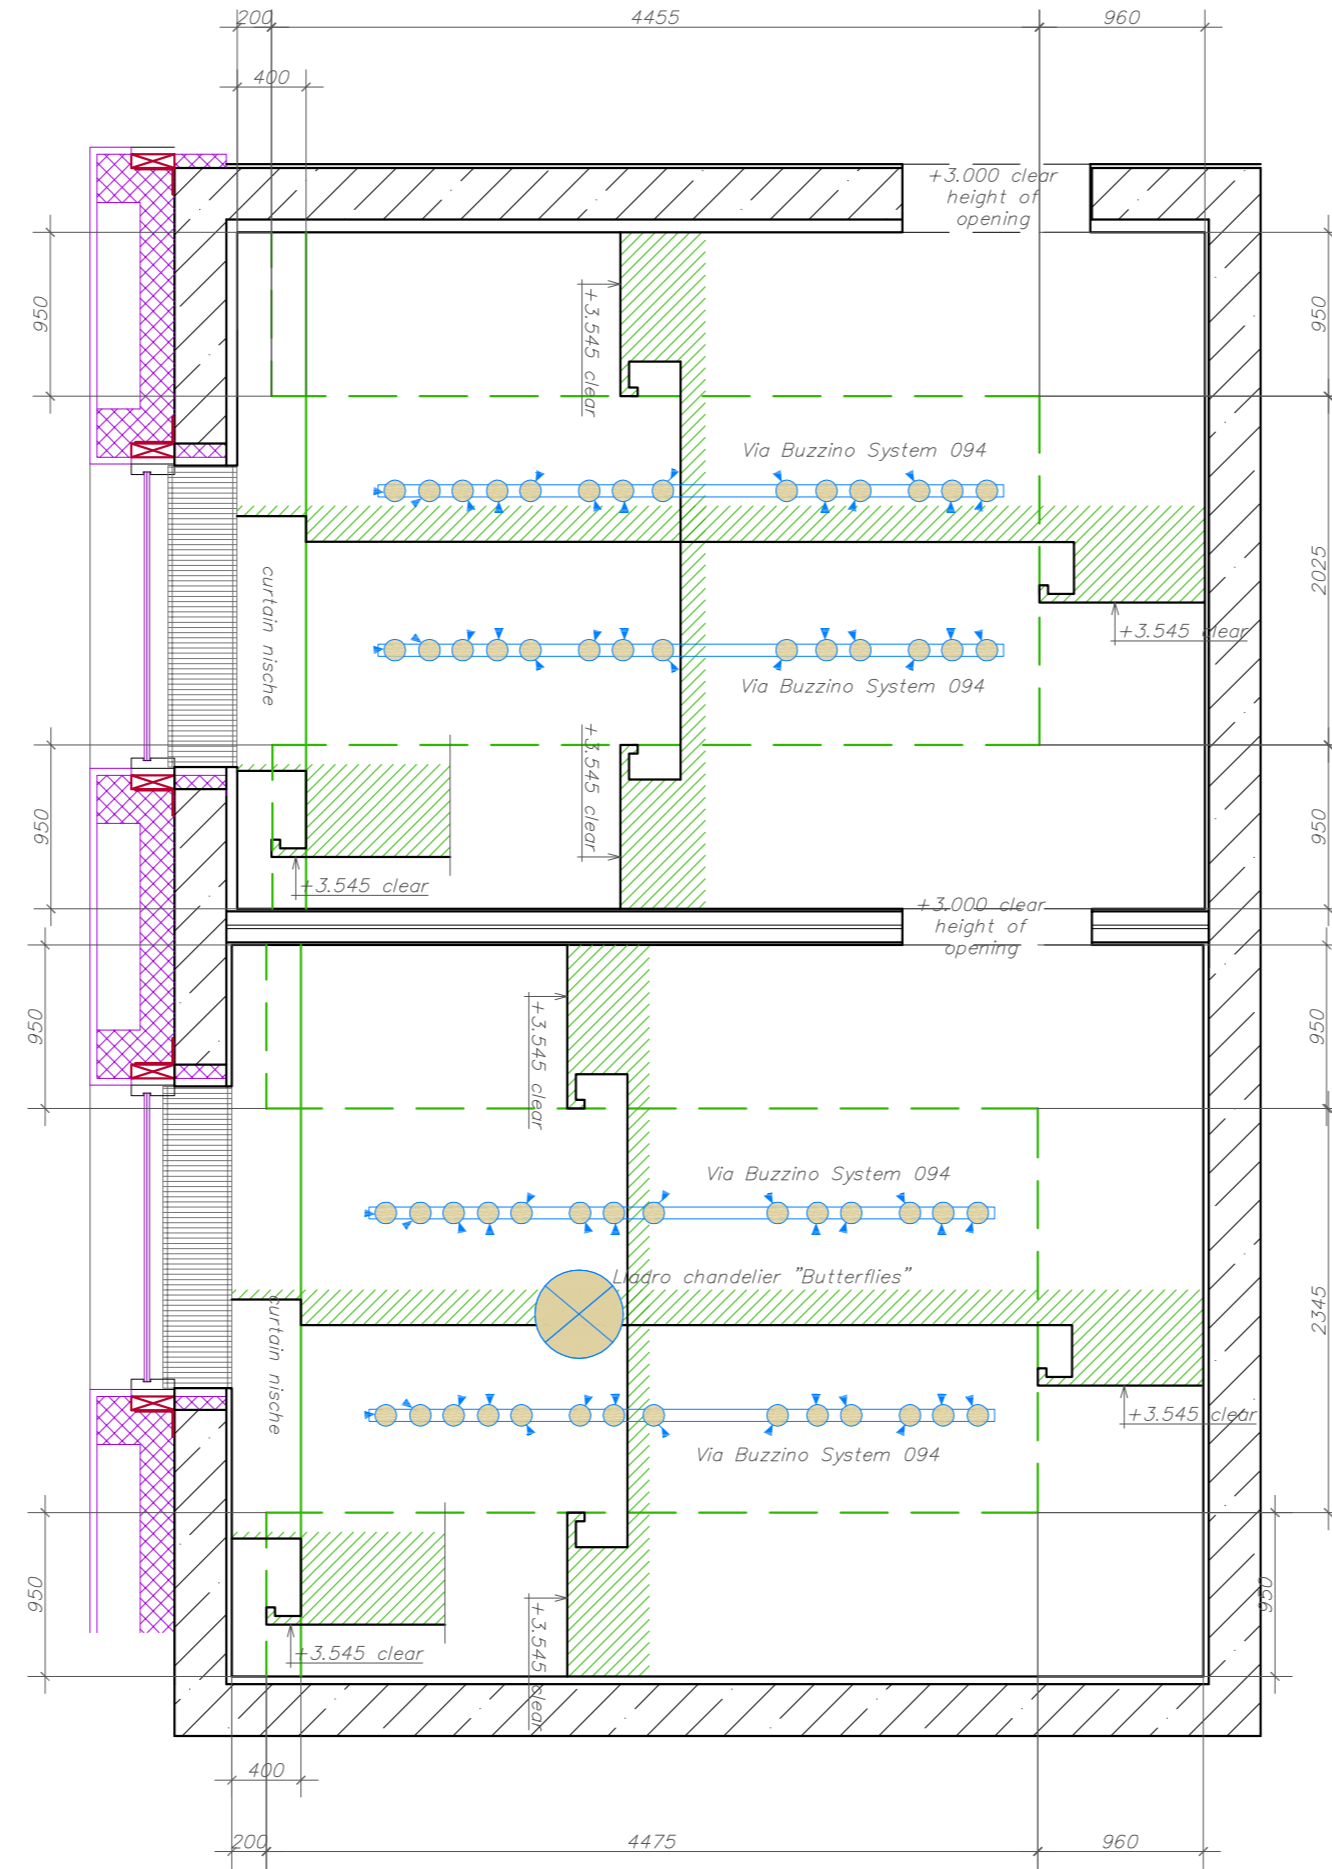 200
4455
960
400
+3.000 clear
height of
opening
950
950
+3.545 clear
Via Buzzino System 094
curtain nische
2025
+3.545 clear
Via Buzzino System 094
+3.545 clear
950
950
+3.545 clear
+3.000 clear
height of
opening
950
950
+3.545 clear
Via Buzzino System 094
Lladro chandelier "Butterflies"
curtain nische
2345
+3.545 clear
Via Buzzino System 094
950
950
+3.545 clear
+3.545 clear
400
200
4475
960